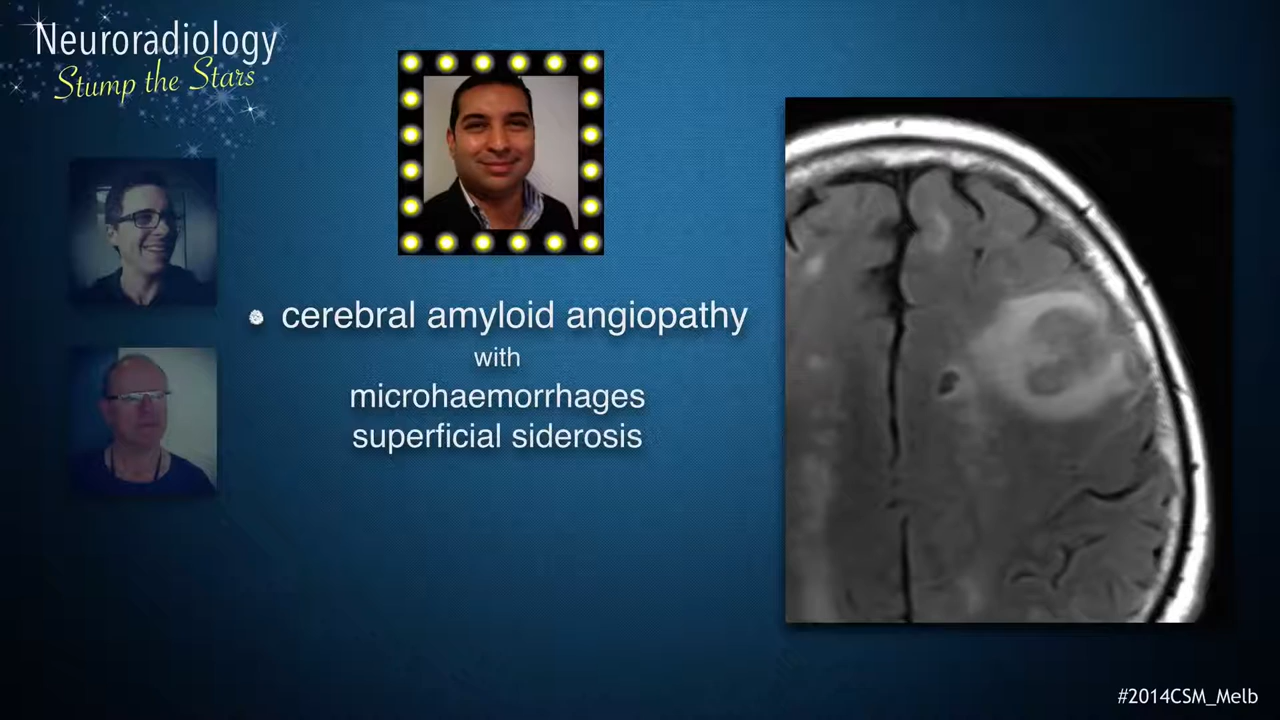 Neuroradiology
Stump the Stars
cerebral amyloid angiopathy
with
microhaemorrhages
superficial siderosis
#2014CSM_Melb